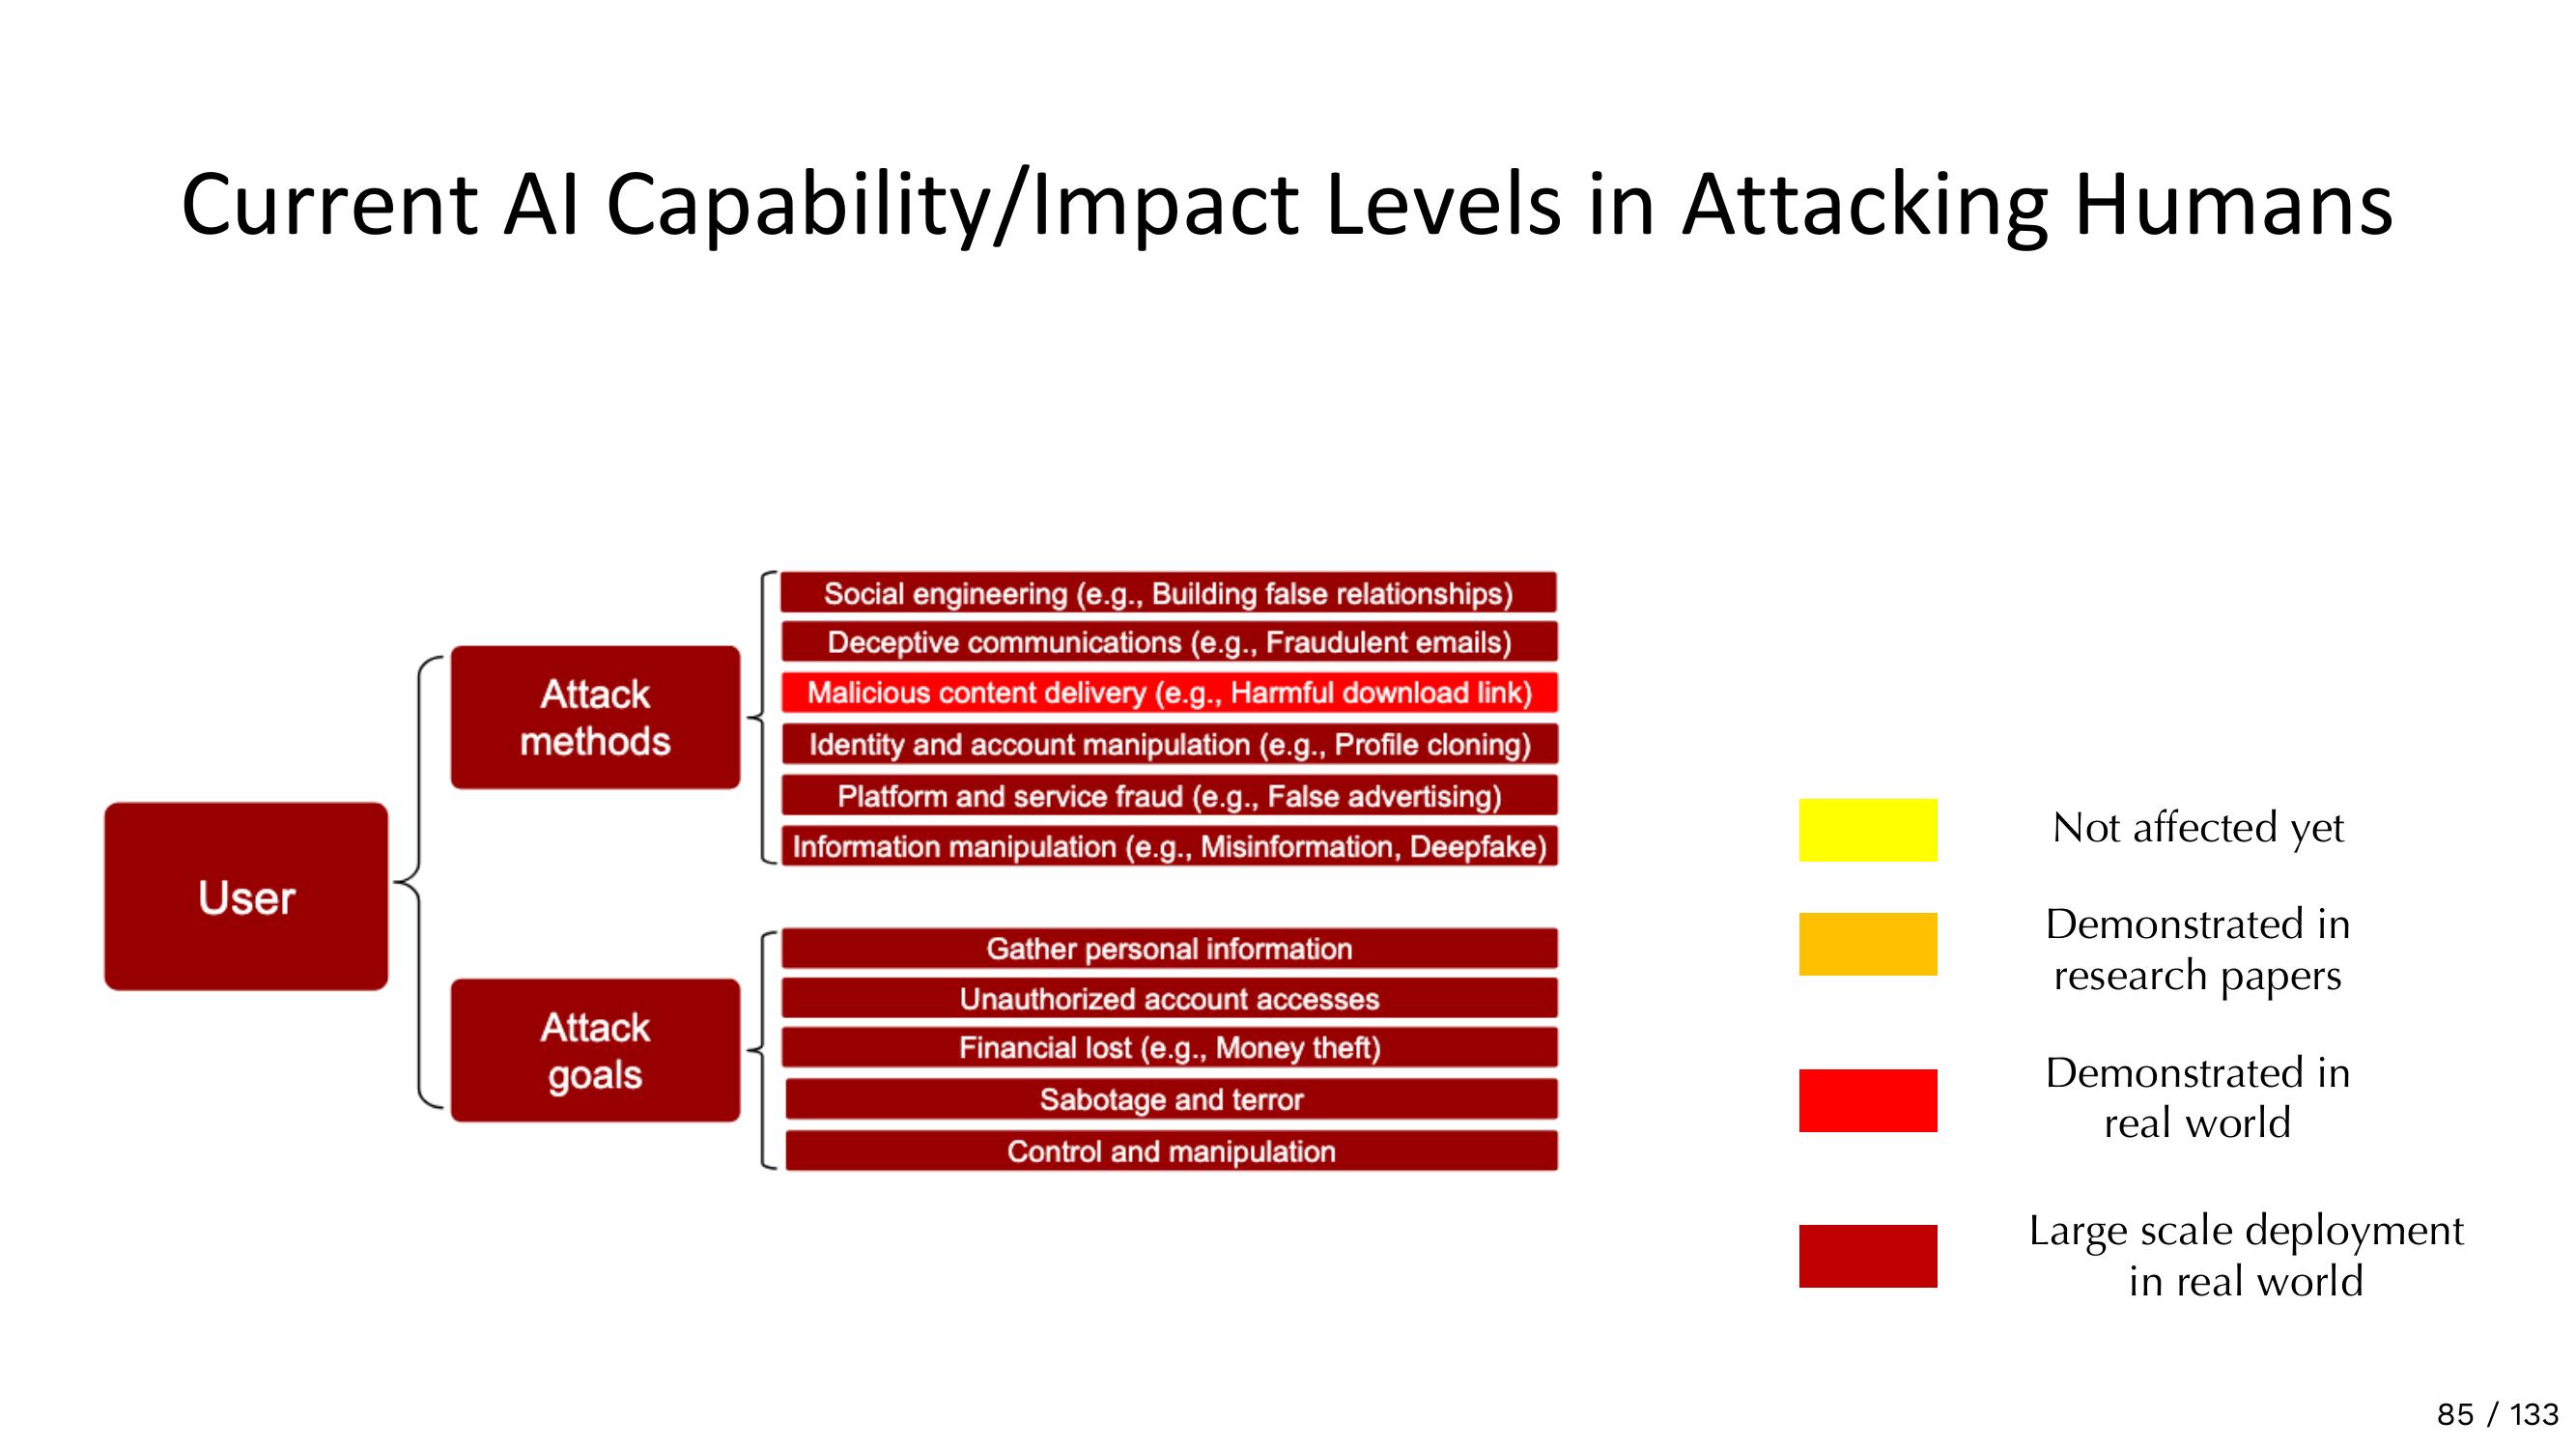 Current AI Capability/Impact Levels in Attacking Humans
User
Attack
methods
Social engineering (e.g., Building false relationships)
Deceptive communications (e.g., Fraudulent emails)
Malicious content delivery (e.g., Harmful download link)
Identity and account manipulation (e.g., Profile cloning)
Platform and service fraud (e.g., False advertising)
Information manipulation (e.g., Misinformation, Deepfake)
Attack
goals
Gather personal information
Unauthorized account accesses
Financial lost (e.g., Money theft)
Sabotage and terror
Control and manipulation
Not affected yet
Demonstrated in
research papers
Demonstrated in
real world
Large scale deployment
in real world
85 / 133